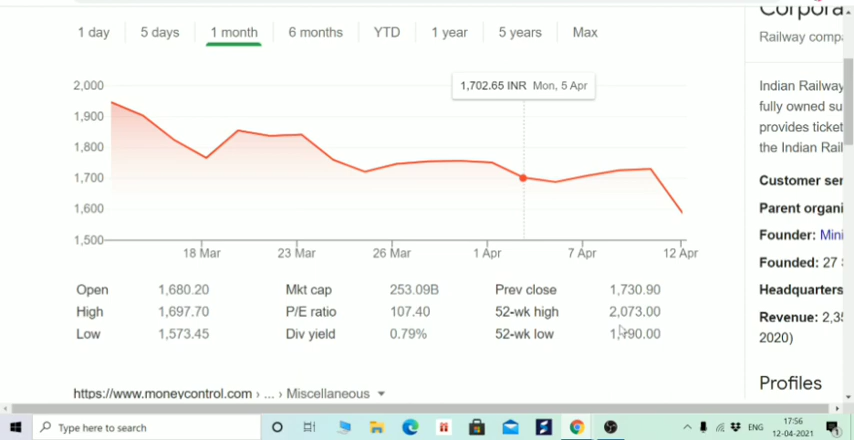 Corpora
1 day 5 days 1 month 6 months YTD 1 year 5 years Max
Railway comp
1,702.65 INR Mon, 5 Apr
2,000
1,900
1,800
1,700
1,600
1,500
18 Mar 23 Mar 26 Mar 1 Apr 7 Apr 12 Apr
Open 1,680.20 Mkt cap 253.09B Prev close 1,730.90
High 1,697.70 P/E ratio 107.40 52-wk high 2,073.00
Low 1,573.45 Div yield 0.79% 52-wk low
https://www.moneycontrol.com › ... › Miscellaneous
Indian Railway
fully owned su
provides ticket
the Indian Rail
Customer ser
Parent organi
Founder: Mini
Founded: 27
Headquarters
Revenue: 2,3
2020)
Profiles
Type here to search
ENG
17:56
12-04-2021
1